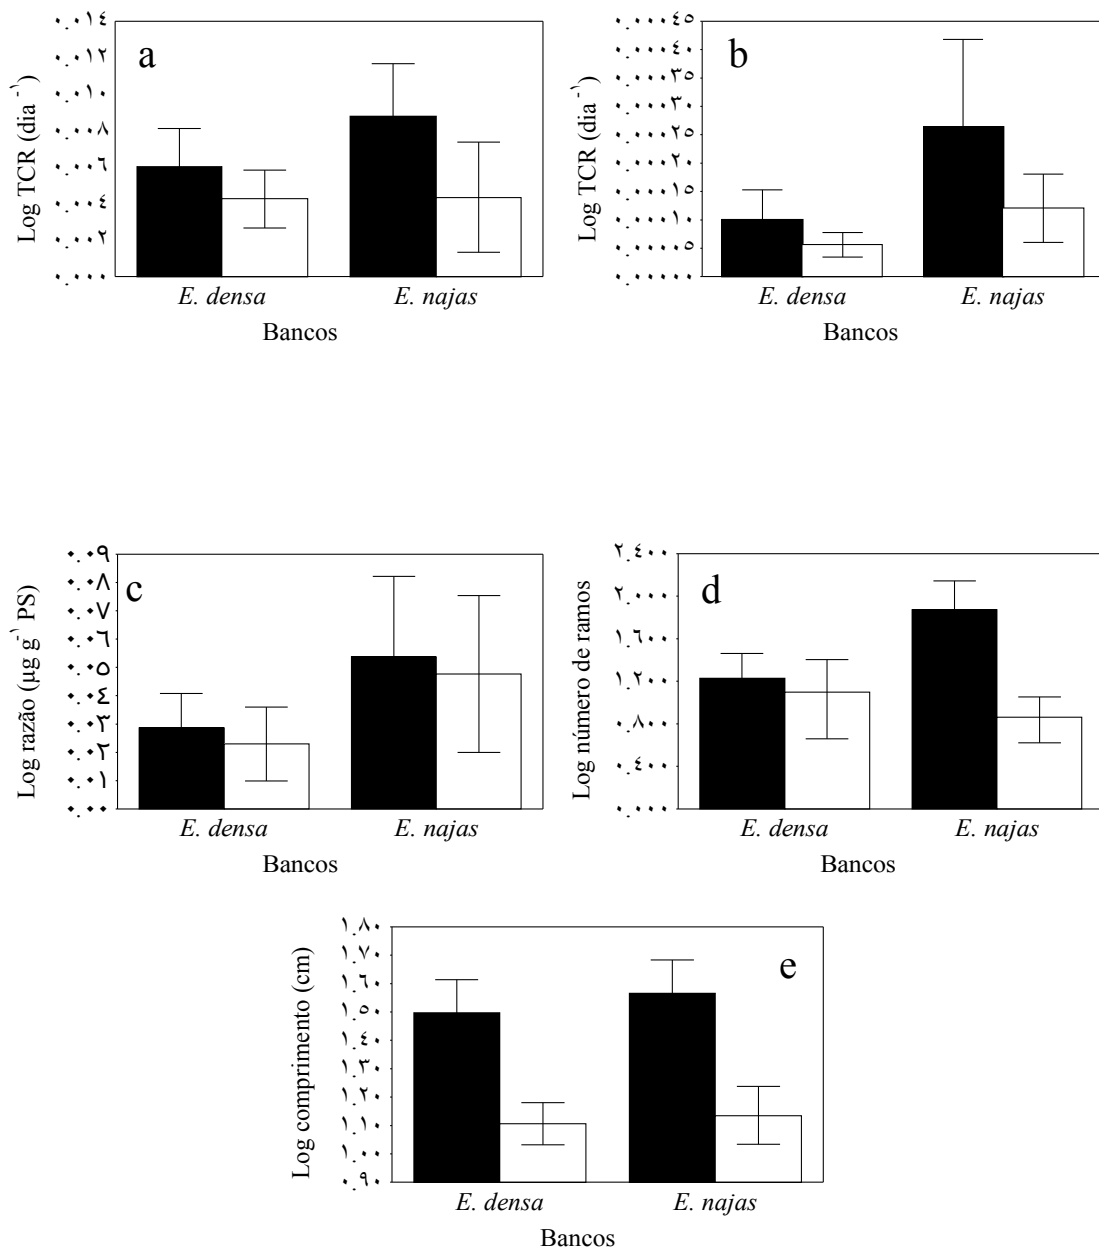 a
Log TCR (dia⁻¹)
٠.٠١٤
٠.٠١٢
٠.٠١٠
٠.٠٠٨
٠.٠٠٦
٠.٠٠٤
٠.٠٠٢
٠.٠٠٠
E. densa E. najas
Bancos
b
Log TCR (dia⁻¹)
٠.٠٠٠٤٥
٠.٠٠٠٤٠
٠.٠٠٠٣٥
٠.٠٠٠٣٠
٠.٠٠٠٢٥
٠.٠٠٠٢٠
٠.٠٠٠١٥
٠.٠٠٠١٠
٠.٠٠٠٠٥
٠.٠٠٠٠٠
E. densa E. najas
Bancos
c
Log razão (µg g⁻¹ PS)
٠.٠٩
٠.٠٨
٠.٠٧
٠.٠٦
٠.٠٥
٠.٠٤
٠.٠٣
٠.٠٢
٠.٠١
٠.٠٠
E. densa E. najas
Bancos
d
Log número de ramos
٢.٤٠٠
٢.٠٠٠
١.٦٠٠
١.٢٠٠
٠.٨٠٠
٠.٤٠٠
٠.٠٠٠
E. densa E. najas
Bancos
e
Log comprimento (cm)
١.٨٠
١.٧٠
١.٦٠
١.٥٠
١.٤٠
١.٣٠
١.٢٠
١.١٠
١.٠٠
٠.٩٠
E. densa E. najas
Bancos